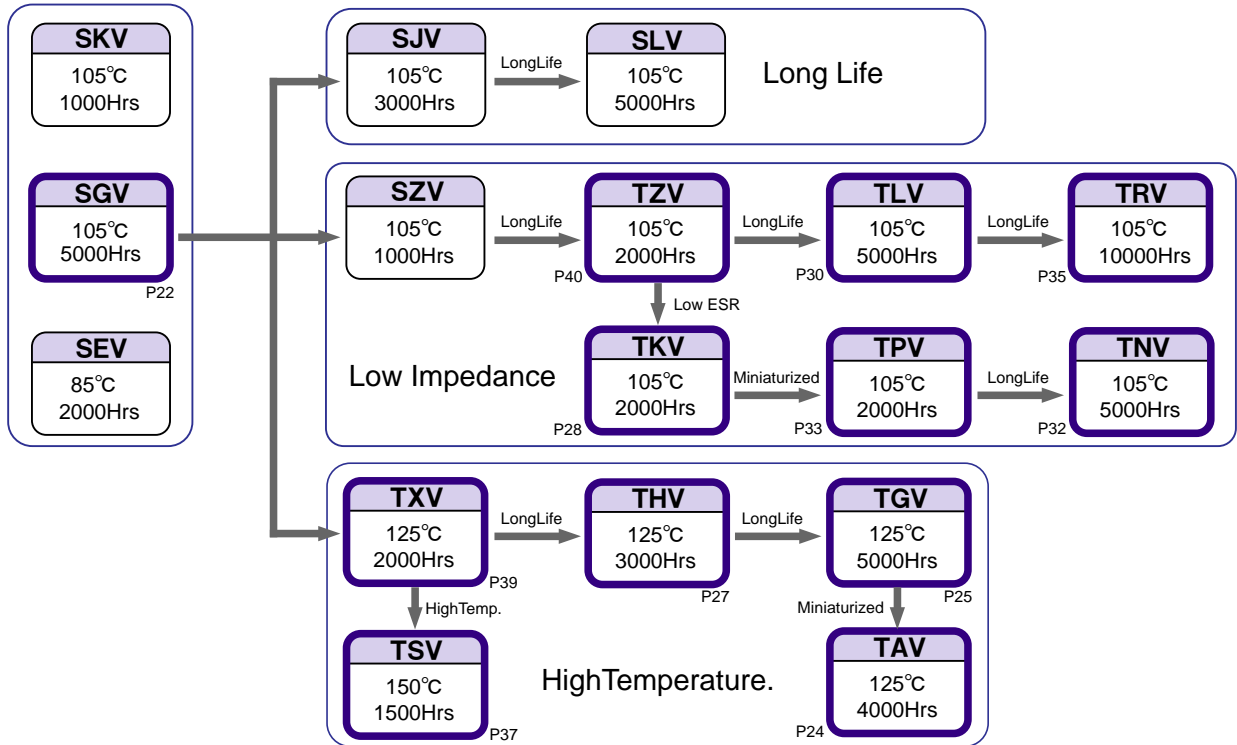 SKV
105°C
1000Hrs
SGV
105°C
5000Hrs
P22
SEV
85°C
2000Hrs
SJV
105°C
3000Hrs
LongLife
SLV
105°C
5000Hrs
Long Life
SZV
105°C
1000Hrs
LongLife
TZV
105°C
2000Hrs
P40
LongLife
TLV
105°C
5000Hrs
P30
LongLife
TRV
105°C
10000Hrs
P35
Low ESR
Low Impedance
TKV
105°C
2000Hrs
P28
Miniaturized
TPV
105°C
2000Hrs
P33
LongLife
TNV
105°C
5000Hrs
P32
TXV
125°C
2000Hrs
P39
LongLife
THV
125°C
3000Hrs
P27
LongLife
TGV
125°C
5000Hrs
P25
HighTemp.
Miniaturized
TSV
150°C
1500Hrs
P37
HighTemperature.
TAV
125°C
4000Hrs
P24